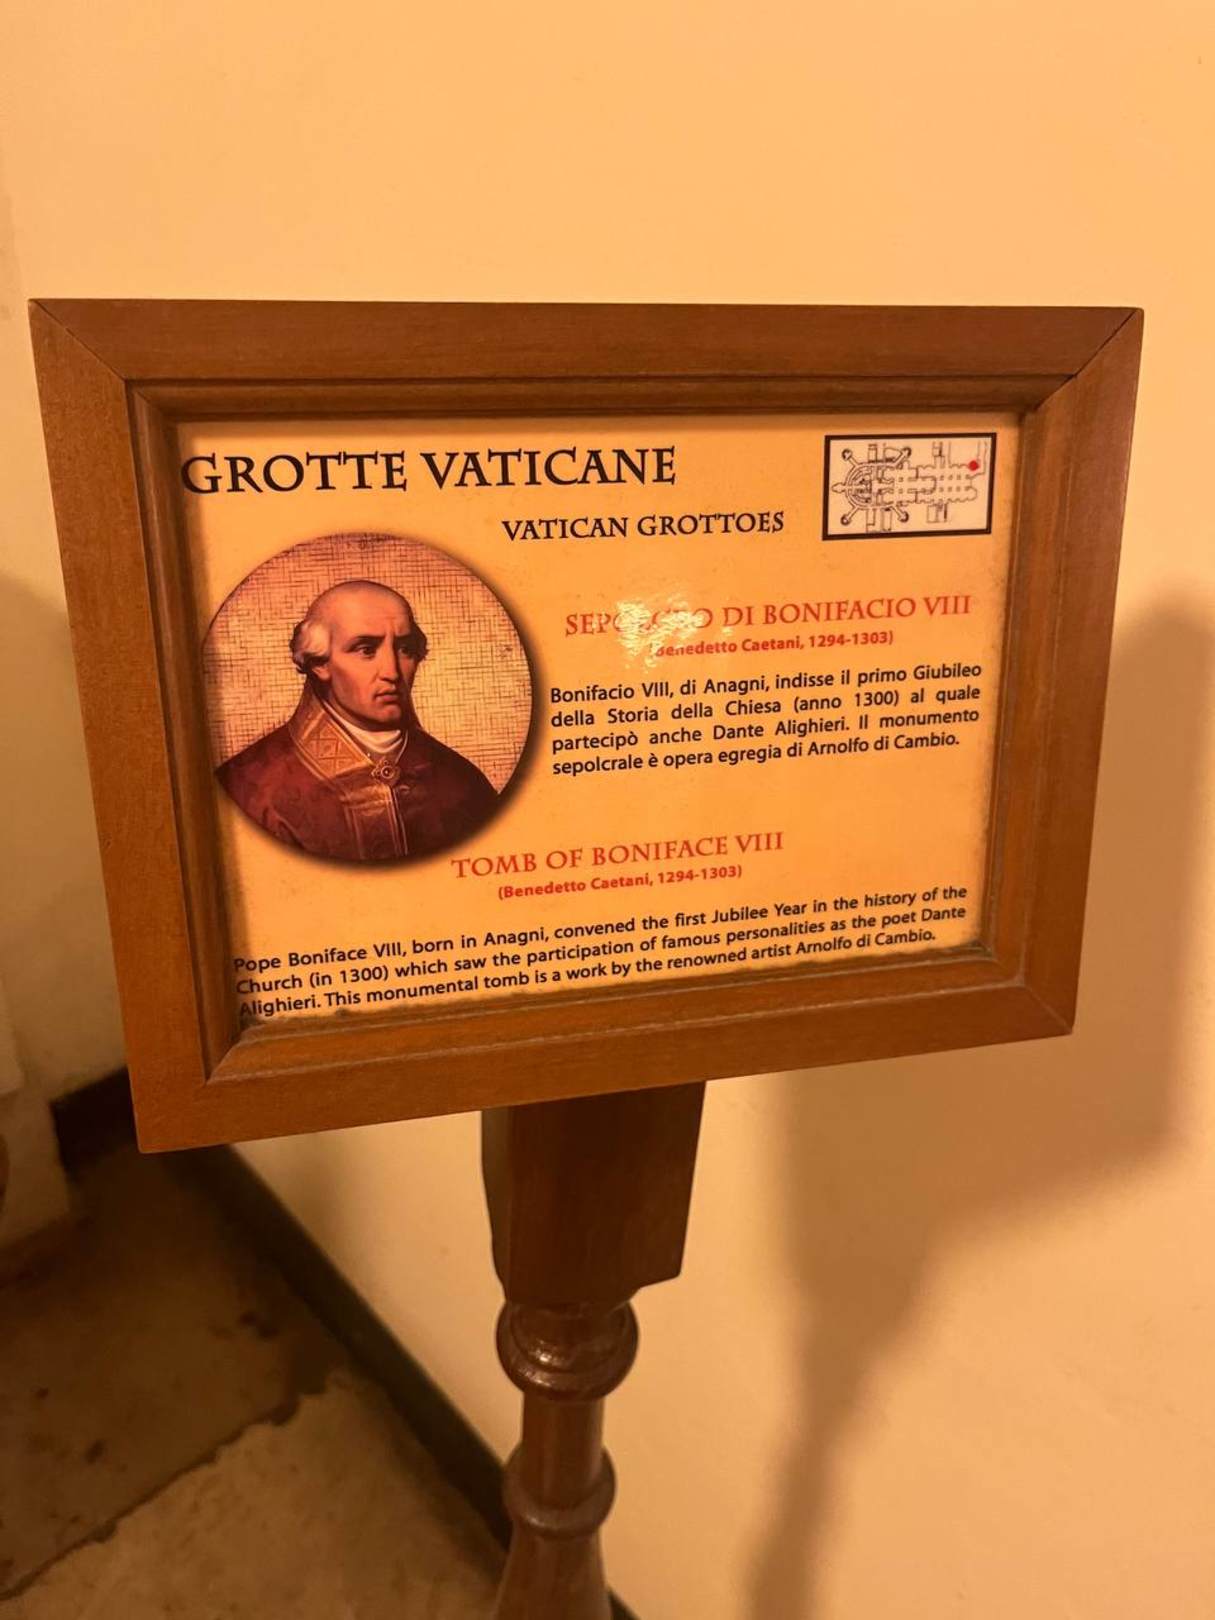 GROTTE VATICANE
VATICAN GROTTOES
SEPOLCRO DI BONIFACIO VIII
(Benedetto Caetani, 1294-1303)
Bonifacio VIII, di Anagni, indisse il primo Giubileo
della Storia della Chiesa (anno 1300) al quale
partecipò anche Dante Alighieri. Il monumento
sepolcrale è opera egregia di Arnolfo di Cambio.
TOMB OF BONIFACE VIII
(Benedetto Caetani, 1294-1303)
Pope Boniface VIII, born in Anagni, convened the first Jubilee Year in the history of the
Church (in 1300) which saw the participation of famous personalities as the poet Dante
Alighieri. This monumental tomb is a work by the renowned artist Arnolfo di Cambio.